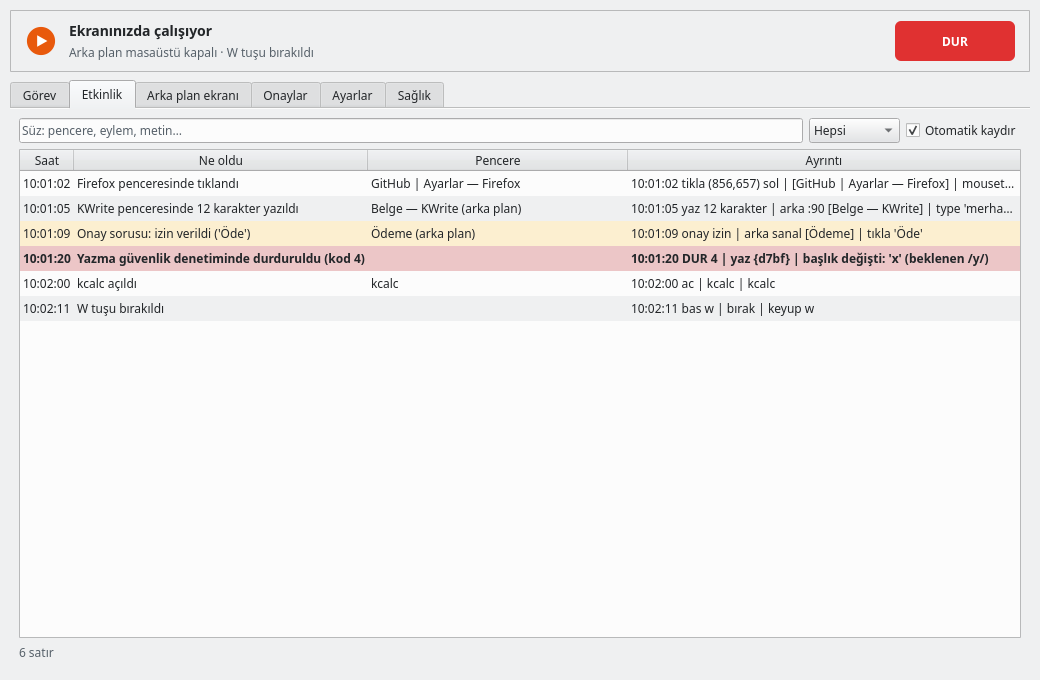 Ekranınızda çalışıyor
Arka plan masaüstü kapalı · W tuşu bırakıldı
DUR
Görev Etkinlik Arka plan ekranı Onaylar Ayarlar Sağlık
Süz: pencere, eylem, metin... Hepsi Otomatik kaydır
Saat Ne oldu Pencere Ayrıntı
10:01:02 Firefox penceresinde tıklandı GitHub | Ayarlar — Firefox 10:01:02 tikla (856,657) sol | [GitHub | Ayarlar — Firefox] | mouset...
10:01:05 KWrite penceresinde 12 karakter yazıldı Belge — KWrite (arka plan) 10:01:05 yaz 12 karakter | arka :90 [Belge — KWrite] | type 'merha...
10:01:09 Onay sorusu: izin verildi ('Öde') Ödeme (arka plan) 10:01:09 onay izin | arka sanal [Ödeme] | tıkla 'Öde'
10:01:20 Yazma güvenlik denetiminde durduruldu (kod 4) 10:01:20 DUR 4 | yaz {d7bf} | başlık değişti: 'x' (beklenen /y/)
10:02:00 kcalc açıldı kcalc 10:02:00 ac | kcalc | kcalc
10:02:11 W tuşu bırakıldı 10:02:11 bas w | bırak | keyup w
6 satır